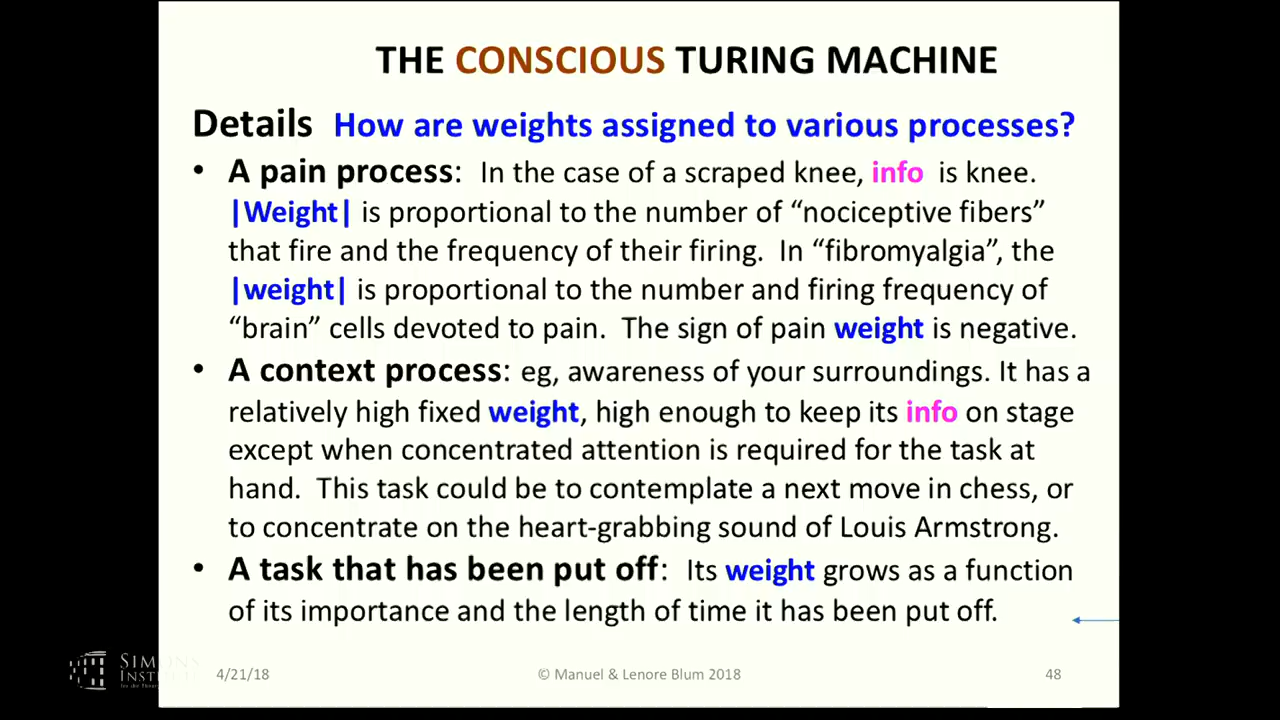 THE CONSCIOUS TURING MACHINE
Details How are weights assigned to various processes?
• A pain process: In the case of a scraped knee, info is knee.
|Weight| is proportional to the number of “nociceptive fibers”
that fire and the frequency of their firing. In “fibromyalgia”, the
|weight| is proportional to the number and firing frequency of
“brain” cells devoted to pain. The sign of pain weight is negative.
• A context process: eg, awareness of your surroundings. It has a
relatively high fixed weight, high enough to keep its info on stage
except when concentrated attention is required for the task at
hand. This task could be to contemplate a next move in chess, or
to concentrate on the heart-grabbing sound of Louis Armstrong.
• A task that has been put off: Its weight grows as a function
of its importance and the length of time it has been put off.
SIMONS
INSTITUTE
4/21/18
© Manuel & Lenore Blum 2018
48